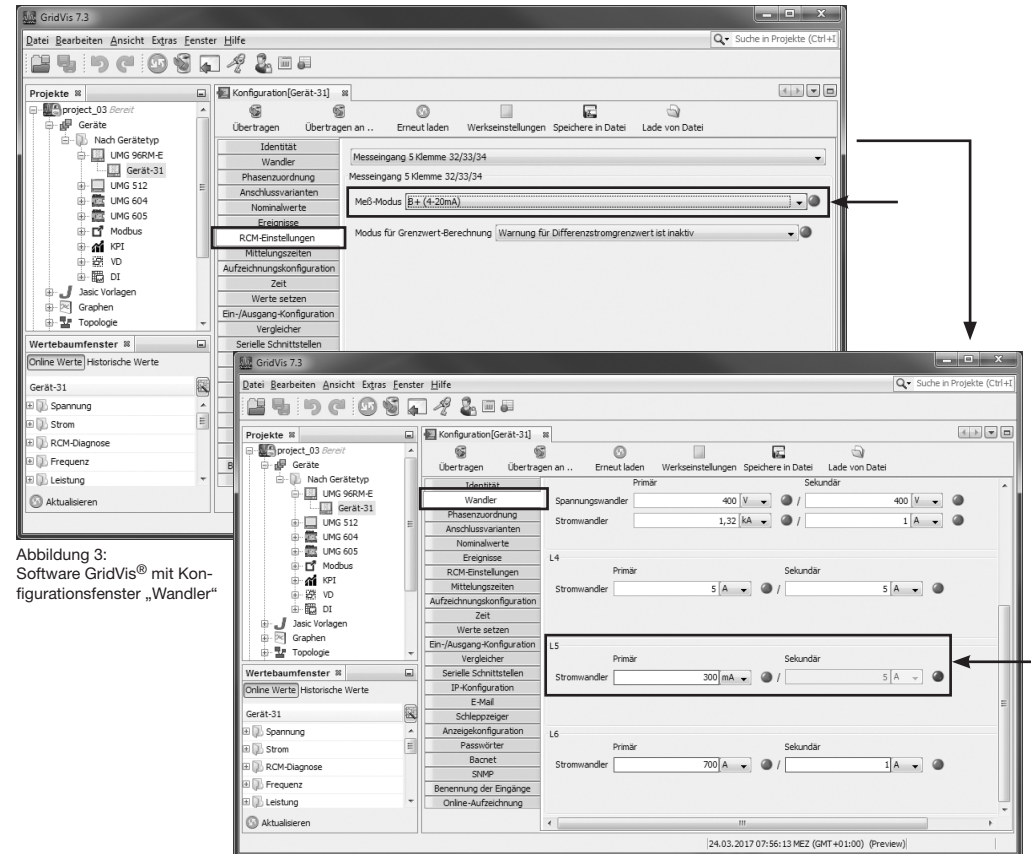 GridVis 7.3
Datei Bearbeiten Ansicht Extras Fenster Hilfe
Suche in Projekte (Ctrl+I
Projekte
project_03 Bereit
Geräte
Nach Gerätetyp
UMG 96RM-E
Gerät-31
UMG 512
UMG 604
UMG 605
Modbus
KPI
VD
DI
Jasic Vorlagen
Graphen
Topologie
Wertebaumfenster
Online Werte Historische Werte
Gerät-31
Spannung
Strom
RCM-Diagnose
Frequenz
Leistung
Aktualisieren
Konfiguration[Gerät-31]
Übertragen Übertragen an .. Erneut laden Werkseinstellungen Speichere in Datei Lade von Datei
Identität
Wandler
Phasenzuordnung
Anschlussvarianten
Nominalwerte
Ereignisse
RCM-Einstellungen
Mittelungszeiten
Aufzeichnungskonfiguration
Zeit
Werte setzen
Ein-/Ausgang-Konfiguration
Vergleicher
Serielle Schnittstellen
B
Messeingang 5 Klemme 32/33/34
Messeingang 5 Klemme 32/33/34
Meß-Modus B+ (4-20mA)
Modus für Grenzwert-Berechnung Warnung für Differenzstromgrenzwert ist inaktiv
Abbildung 3:
Software GridVis® mit Kon-
figurationsfenster „Wandler“
GridVis 7.3
Datei Bearbeiten Ansicht Extras Fenster Hilfe
Suche in Projekte (Ctrl+I
Projekte
project_03 Bereit
Geräte
Nach Gerätetyp
UMG 96RM-E
Gerät-31
UMG 512
UMG 604
UMG 605
Modbus
KPI
VD
DI
Jasic Vorlagen
Graphen
Topologie
Wertebaumfenster
Online Werte Historische Werte
Gerät-31
Spannung
Strom
RCM-Diagnose
Frequenz
Leistung
Aktualisieren
Konfiguration[Gerät-31]
Übertragen Übertragen an .. Erneut laden Werkseinstellungen Speichere in Datei Lade von Datei
Identität
Wandler
Phasenzuordnung
Anschlussvarianten
Nominalwerte
Ereignisse
RCM-Einstellungen
Mittelungszeiten
Aufzeichnungskonfiguration
Zeit
Werte setzen
Ein-/Ausgang-Konfiguration
Vergleicher
Serielle Schnittstellen
IP-Konfiguration
E-Mail
Schleppzeiger
Anzeigekonfiguration
Passwörter
Bacnet
SNMP
Benennung der Eingänge
Online-Aufzeichnung
Primär Sekundär
Spannungswandler 400 V / 400 V
Stromwandler 1,32 kA / 1 A
L4
Primär Sekundär
Stromwandler 5 A / 5 A
L5
Primär Sekundär
Stromwandler 300 mA / 5 A
L6
Primär Sekundär
Stromwandler 700 A / 1 A
24.03.2017 07:56:13 MEZ (GMT+01:00) (Preview)